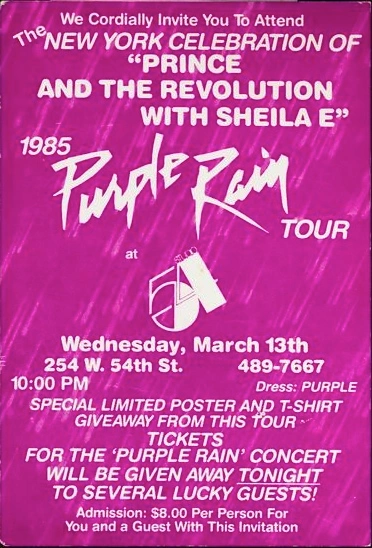 We Cordially Invite You To Attend
The NEW YORK CELEBRATION OF
"PRINCE
AND THE REVOLUTION
WITH SHEILA E"
1985
Purple Rain
TOUR
at
STUDIO
54
Wednesday, March 13th
254 W. 54th St. 489-7667
10:00 PM Dress: PURPLE
SPECIAL LIMITED POSTER AND T-SHIRT
GIVEAWAY FROM THIS TOUR
TICKETS
FOR THE 'PURPLE RAIN' CONCERT
WILL BE GIVEN AWAY TONIGHT
TO SEVERAL LUCKY GUESTS!
Admission: $8.00 Per Person For
You and a Guest With This Invitation